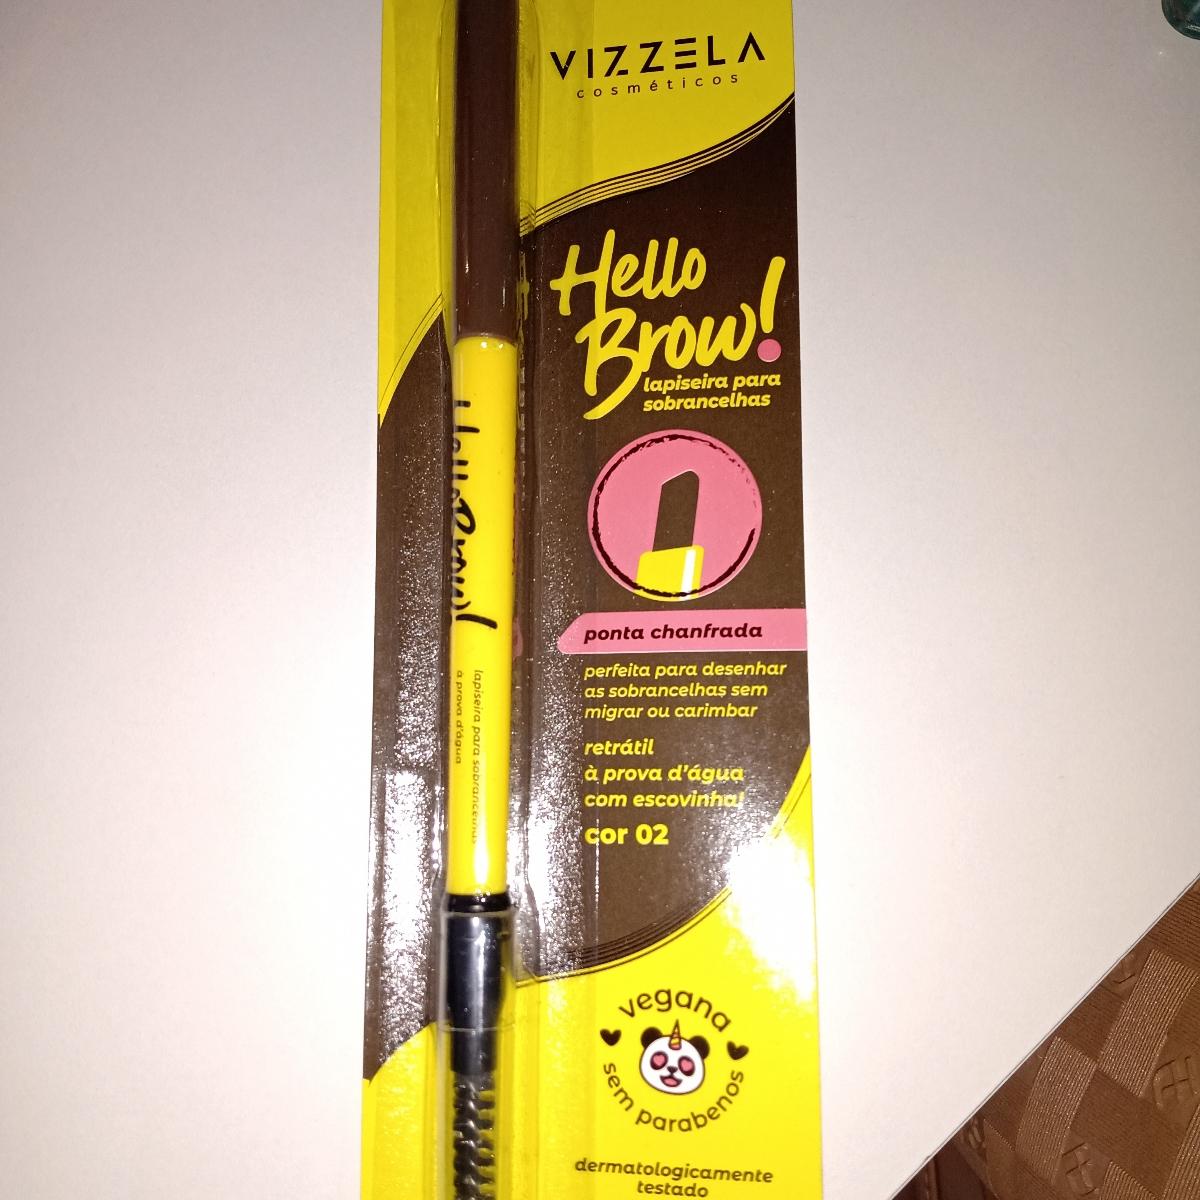 VIZZELA
cosméticos
Hello
Brow!
lapiseira para
sobrancelhas
ponta chanfrada
perfeita para desenhar
as sobrancelhas sem
migrar ou carimbar
retrátil
à prova d'água
com escovinha!
cor 02
vegana
sem parabenos
dermatologicamente
testado
Hello Brow!
lapiseira para sobrancelhas
à prova d'água